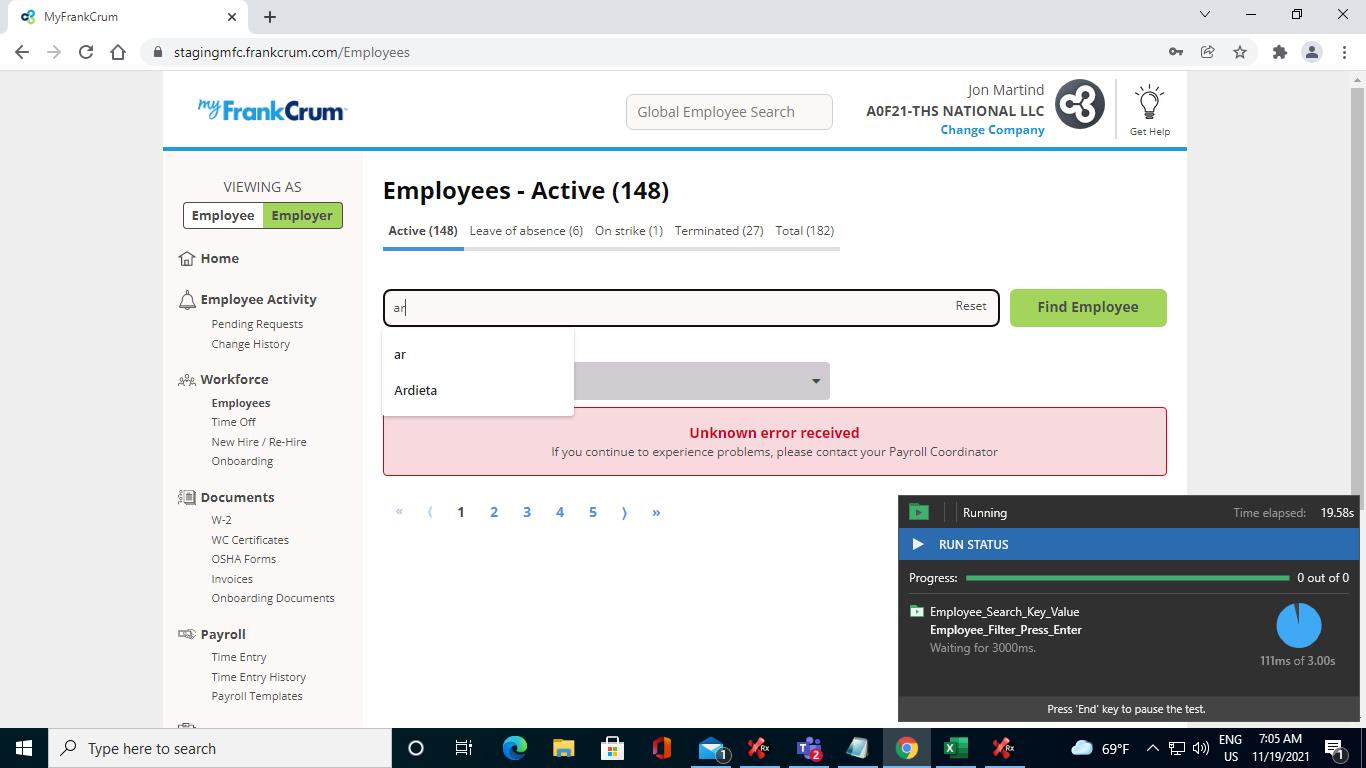 MyFrankCrum
stagingmfc.frankcrum.com/Employees
my FrankCrum
Global Employee Search
Jon Martind
A0F21-THS NATIONAL LLC
Change Company
Get Help
VIEWING AS
Employee Employer
Home
Employee Activity
Pending Requests
Change History
Workforce
Employees
Time Off
New Hire / Re-Hire
Onboarding
Documents
W-2
WC Certificates
OSHA Forms
Invoices
Onboarding Documents
Payroll
Time Entry
Time Entry History
Payroll Templates
Employees - Active (148)
Active (148) Leave of absence (6) On strike (1) Terminated (27) Total (182)
ar Reset Find Employee
ar
Ardieta
Unknown error received
If you continue to experience problems, please contact your Payroll Coordinator
« ⟨ 1 2 3 4 5 ⟩ »
Running Time elapsed: 19.58s
RUN STATUS
Progress: 0 out of 0
Employee_Search_Key_Value
Employee_Filter_Press_Enter
Waiting for 3000ms.
111ms of 3.00s
Press 'End' key to pause the test.
Type here to search
1
Rx
2
Rx
69°F
ENG
US
7:05 AM
11/19/2021
1